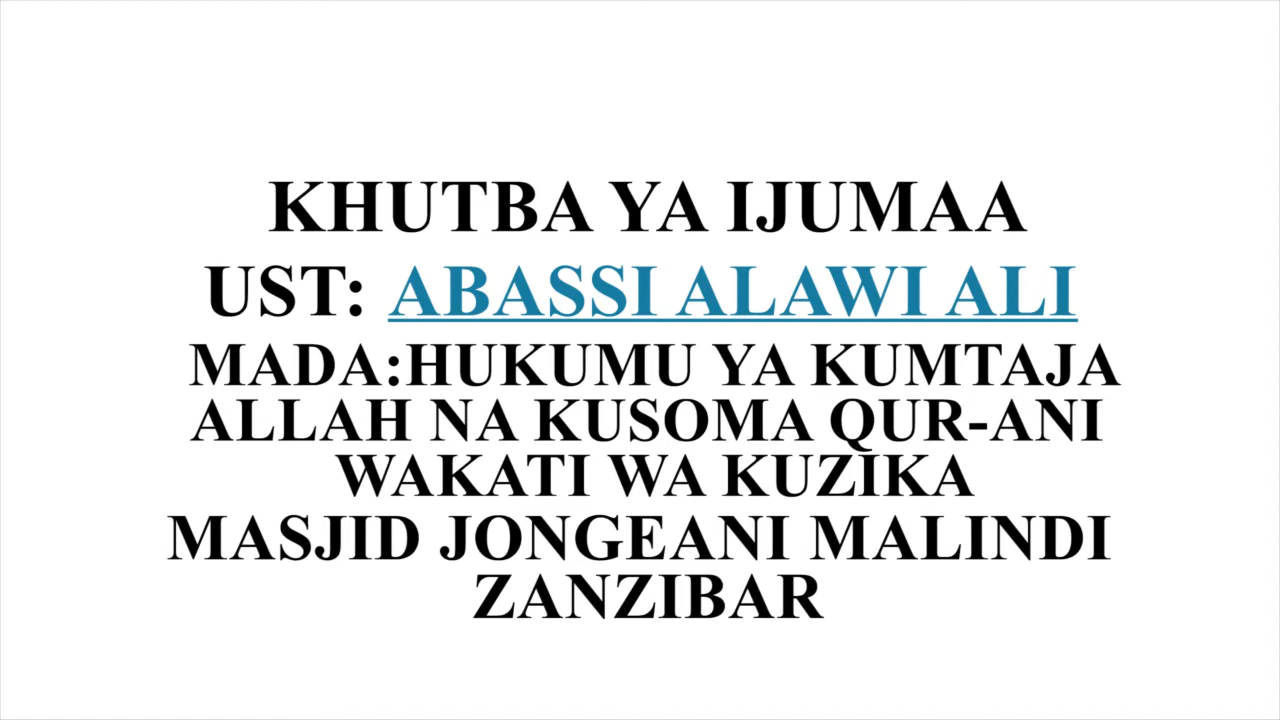 KHUTBA YA IJUMAA
UST: ABASSI ALAWI ALI
MADA:HUKUMU YA KUMTAJA
ALLAH NA KUSOMA QUR-ANI
WAKATI WA KUZIKA
MASJID JONGEANI MALINDI
ZANZIBAR